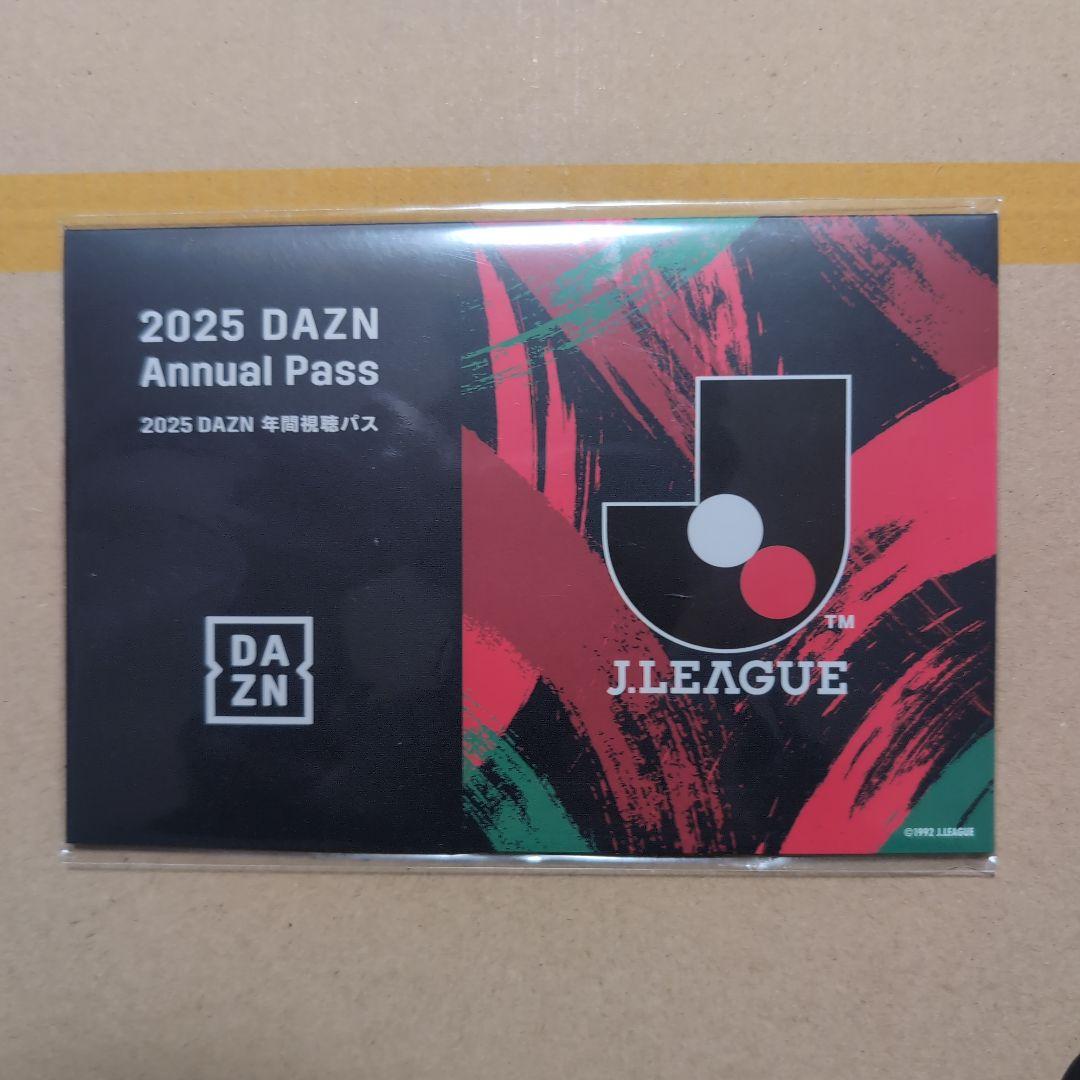 2025 DAZN
Annual Pass
2025 DAZN 年間視聴パス
DA
ZN
TM
J.LEAGUE
©1992 J.LEAGUE